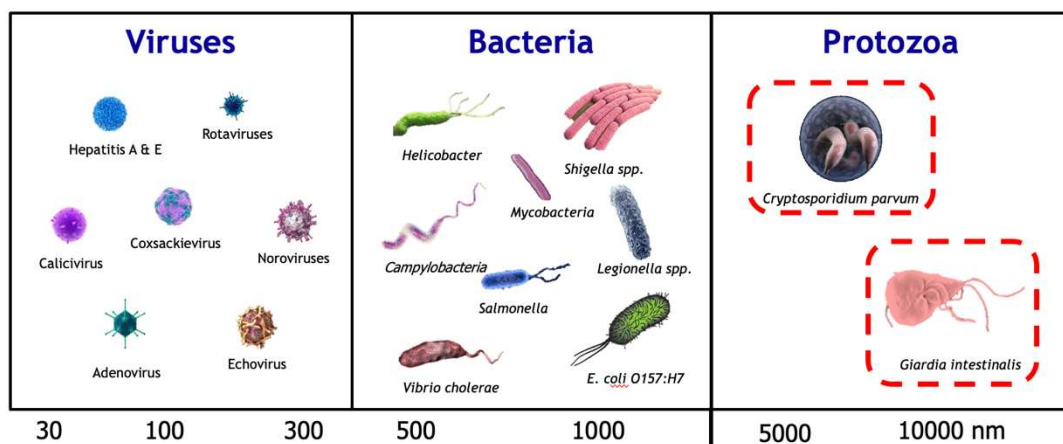 Viruses
Hepatitis A & E
Rotaviruses
Calicivirus
Coxsackievirus
Noroviruses
Adenovirus
Echovirus
30 100 300
Bacteria
Helicobacter
Shigella spp.
Mycobacteria
Campylobacteria
Legionella spp.
Salmonella
Vibrio cholerae
E. coli O157:H7
500 1000
Protozoa
Cryptosporidium parvum
Giardia intestinalis
5000 10000 nm